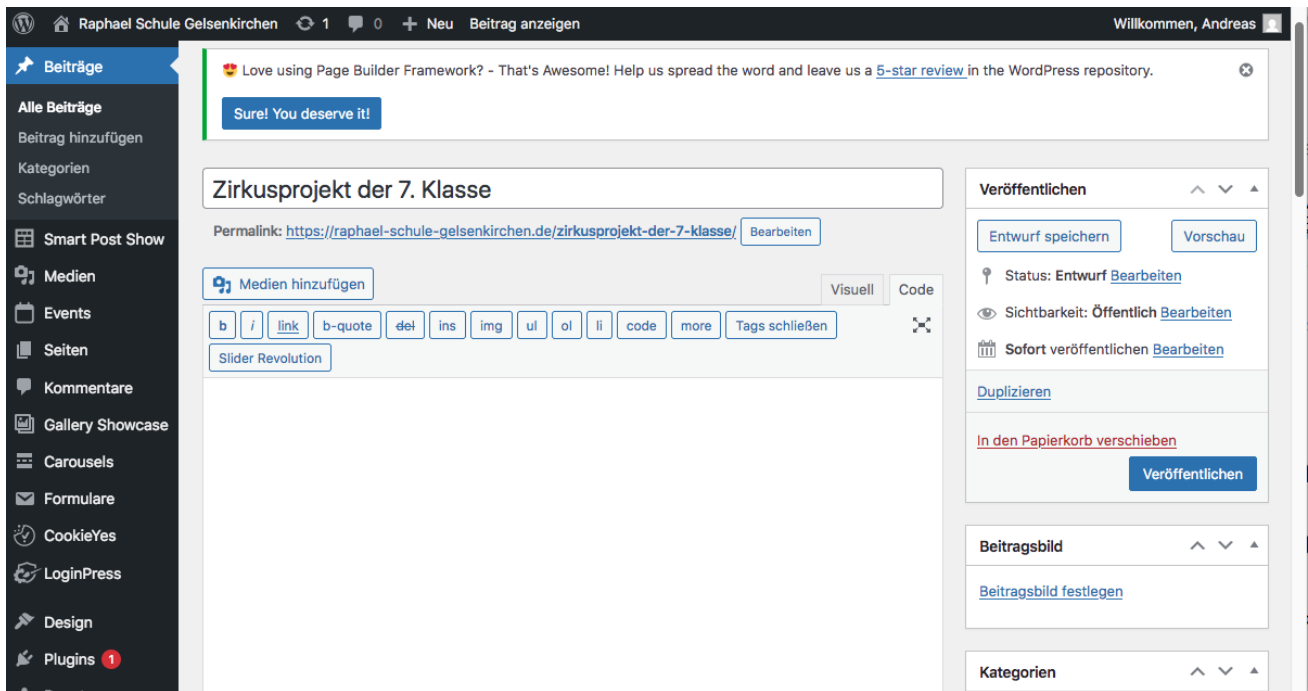 Raphael Schule Gelsenkirchen 1 0 + Neu Beitrag anzeigen Willkommen, Andreas
Beiträge
Alle Beiträge
Beitrag hinzufügen
Kategorien
Schlagwörter
Smart Post Show
Medien
Events
Seiten
Kommentare
Gallery Showcase
Carousels
Formulare
CookieYes
LoginPress
Design
Plugins 1
😍 Love using Page Builder Framework? - That's Awesome! Help us spread the word and leave us a 5-star review in the WordPress repository.
Sure! You deserve it!
Zirkusprojekt der 7. Klasse
Permalink: https://raphael-schule-gelsenkirchen.de/zirkusprojekt-der-7-klasse/ Bearbeiten
Medien hinzufügen
Visuell Code
b i link b-quote del ins img ul ol li code more Tags schließen
Slider Revolution
Veröffentlichen
Entwurf speichern Vorschau
Status: Entwurf Bearbeiten
Sichtbarkeit: Öffentlich Bearbeiten
Sofort veröffentlichen Bearbeiten
Duplizieren
In den Papierkorb verschieben
Veröffentlichen
Beitragsbild
Beitragsbild festlegen
Kategorien